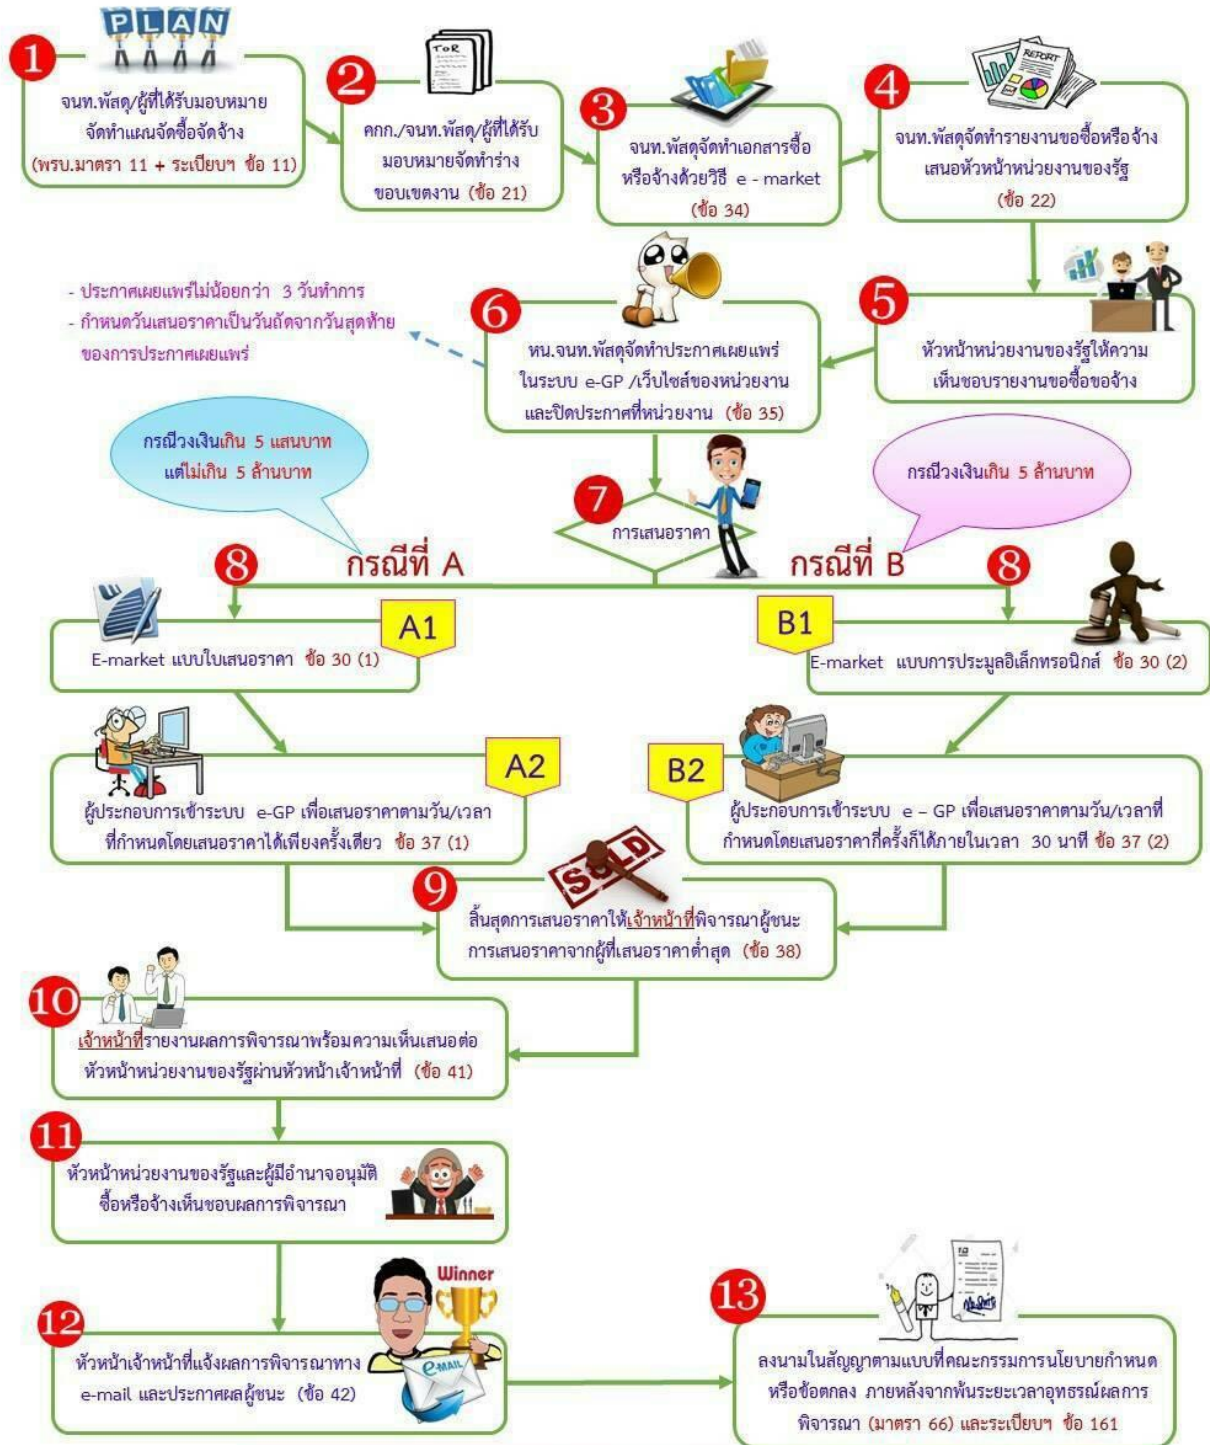 PLAN
1
จนท.พัสดุ/ผู้ที่ได้รับมอบหมาย
จัดทำแผนจัดซื้อจัดจ้าง
(พรบ.มาตรา 11 + ระเบียบฯ ข้อ 11)
TOR
2
คกก./จนท.พัสดุ/ผู้ที่ได้รับ
มอบหมายจัดทำร่าง
ขอบเขตงาน (ข้อ 21)
3
จนท.พัสดุจัดทำเอกสารซื้อ
หรือจ้างด้วยวิธี e - market
(ข้อ 34)
REPORT
4
จนท.พัสดุจัดทำรายงานขอซื้อหรือจ้าง
เสนอหัวหน้าหน่วยงานของรัฐ
(ข้อ 22)
5
หัวหน้าหน่วยงานของรัฐให้ความ
เห็นชอบรายงานขอซื้อขอจ้าง
6
หน.จนท.พัสดุจัดทำประกาศเผยแพร่
ในระบบ e-GP /เว็บไซส์ของหน่วยงาน
และปิดประกาศที่หน่วยงาน (ข้อ 35)
- ประกาศเผยแพร่ไม่น้อยกว่า 3 วันทำการ
- กำหนดวันเสนอราคาเป็นวันถัดจากวันสุดท้าย
ของการประกาศเผยแพร่
7
การเสนอราคา
กรณีวงเงินเกิน 5 แสนบาท
แต่ไม่เกิน 5 ล้านบาท
กรณีวงเงินเกิน 5 ล้านบาท
8
กรณีที่ A
กรณีที่ B
8
A1
E-market แบบใบเสนอราคา ข้อ 30 (1)
B1
E-market แบบการประมูลอิเล็กทรอนิกส์ ข้อ 30 (2)
A2
ผู้ประกอบการเข้าระบบ e-GP เพื่อเสนอราคาตามวัน/เวลา
ที่กำหนดโดยเสนอราคาได้เพียงครั้งเดียว ข้อ 37 (1)
B2
ผู้ประกอบการเข้าระบบ e – GP เพื่อเสนอราคาตามวัน/เวลาที่
กำหนดโดยเสนอราคากี่ครั้งก็ได้ภายในเวลา 30 นาที ข้อ 37 (2)
SOLD
9
สิ้นสุดการเสนอราคาให้เจ้าหน้าที่พิจารณาผู้ชนะ
การเสนอราคาจากผู้ที่เสนอราคาต่ำสุด (ข้อ 38)
10
เจ้าหน้าที่รายงานผลการพิจารณาพร้อมความเห็นเสนอต่อ
หัวหน้าหน่วยงานของรัฐผ่านหัวหน้าเจ้าหน้าที่ (ข้อ 41)
11
หัวหน้าหน่วยงานของรัฐและผู้มีอำนาจอนุมัติ
ซื้อหรือจ้างเห็นชอบผลการพิจารณา
Winner
e-MAIL
12
หัวหน้าเจ้าหน้าที่แจ้งผลการพิจารณาทาง
e-mail และประกาศผลผู้ชนะ (ข้อ 42)
13
ลงนามในสัญญาตามแบบที่คณะกรรมการนโยบายกำหนด
หรือข้อตกลง ภายหลังจากพ้นระยะเวลาอุทธรณ์ผลการ
พิจารณา (มาตรา 66) และระเบียบฯ ข้อ 161